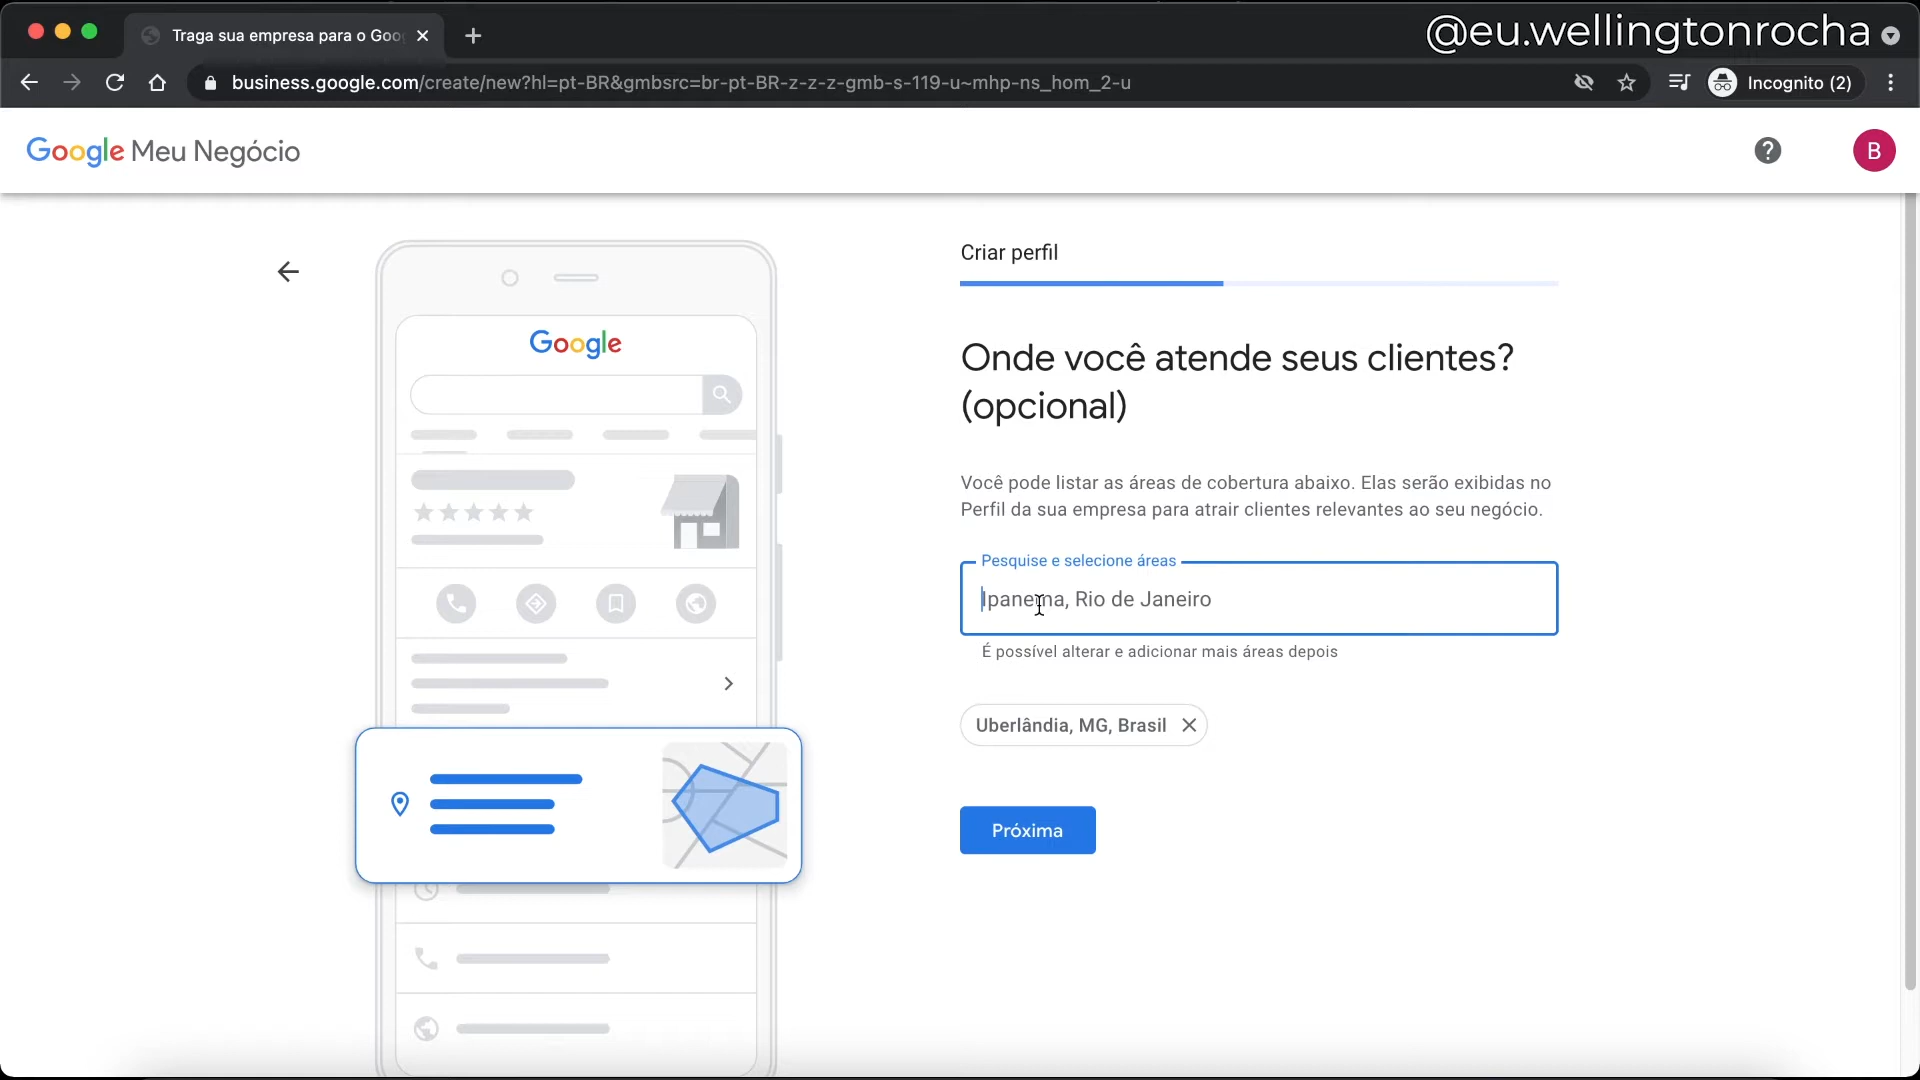 Traga sua empresa para o Goo
@eu.wellingtonrocha
business.google.com/create/new?hl=pt-BR&gmbsrc=br-pt-BR-z-z-z-gmb-s-119-u~mhp-ns_hom_2-u
Incognito (2)
Google Meu Negócio
B
Criar perfil
Google
Onde você atende seus clientes?
(opcional)
Você pode listar as áreas de cobertura abaixo. Elas serão exibidas no
Perfil da sua empresa para atrair clientes relevantes ao seu negócio.
Pesquise e selecione áreas
Ipanema, Rio de Janeiro
É possível alterar e adicionar mais áreas depois
Uberlândia, MG, Brasil
Próxima